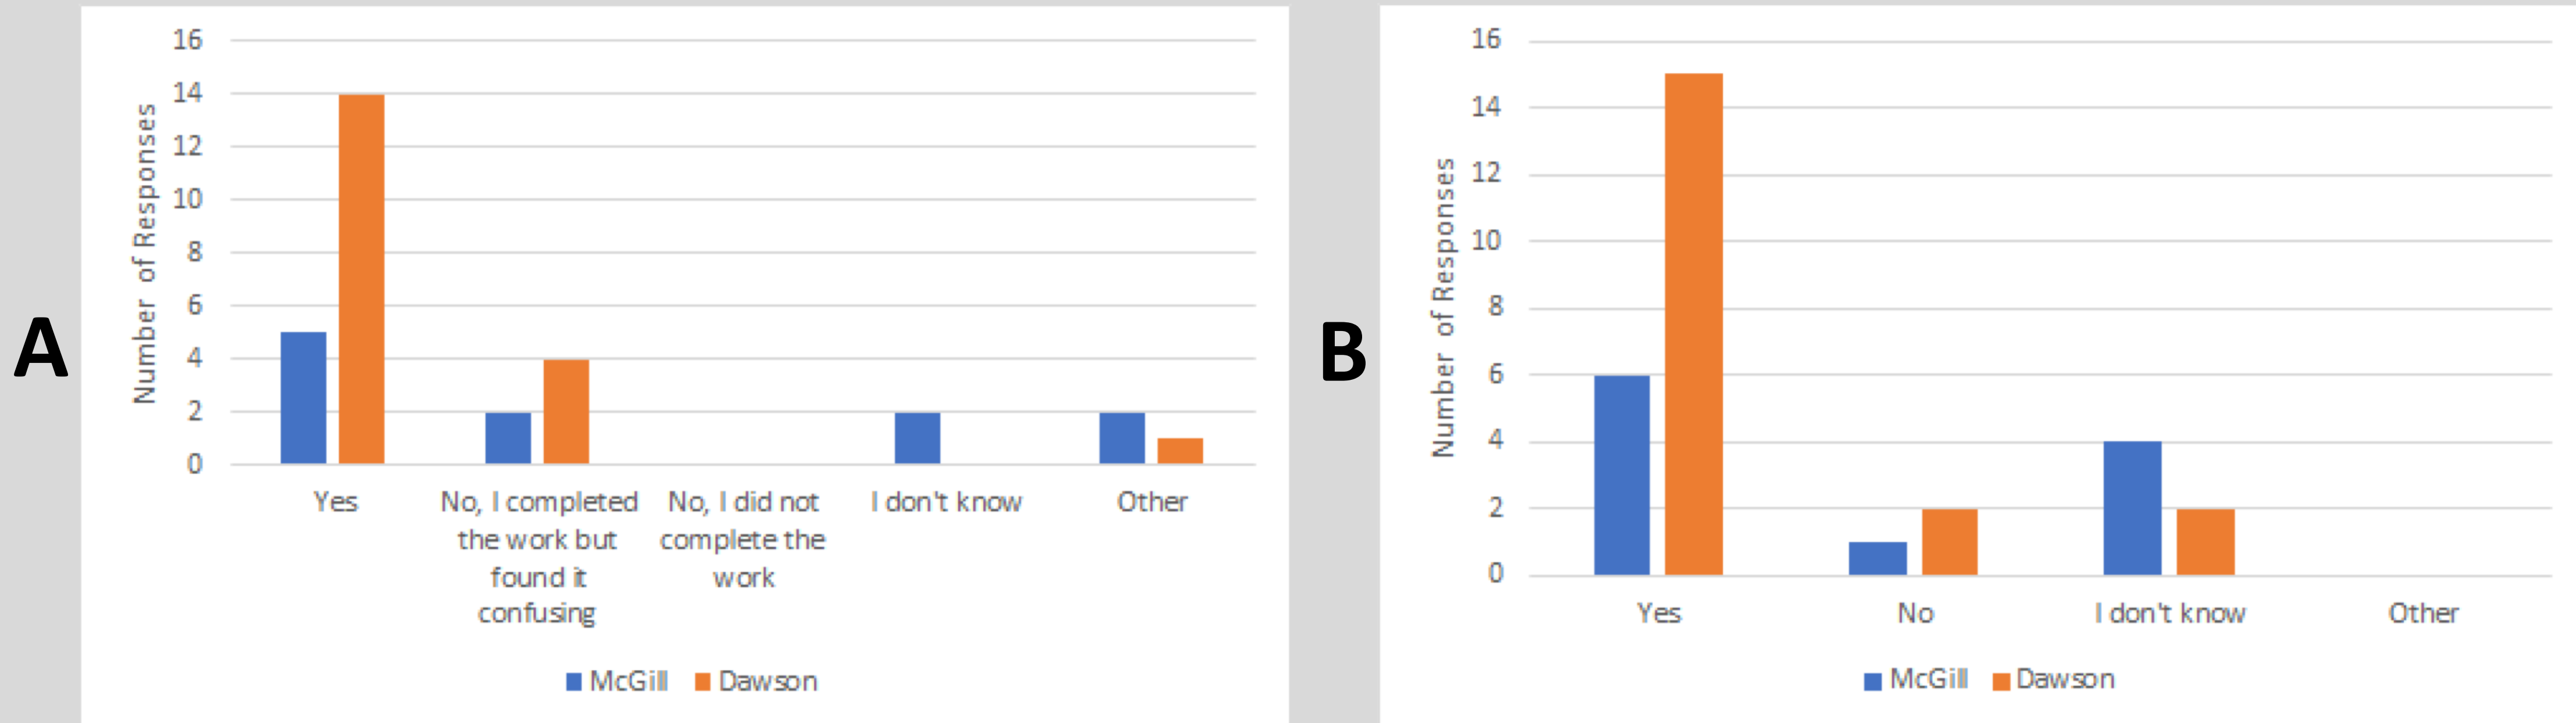 A
Number of Responses
16
14
12
10
8
6
4
2
0
Yes
No, I completed
the work but
found it
confusing
No, I did not
complete the
work
I don't know
Other
McGill Dawson
B
Number of Responses
16
14
12
10
8
6
4
2
0
Yes
No
I don't know
Other
McGill Dawson